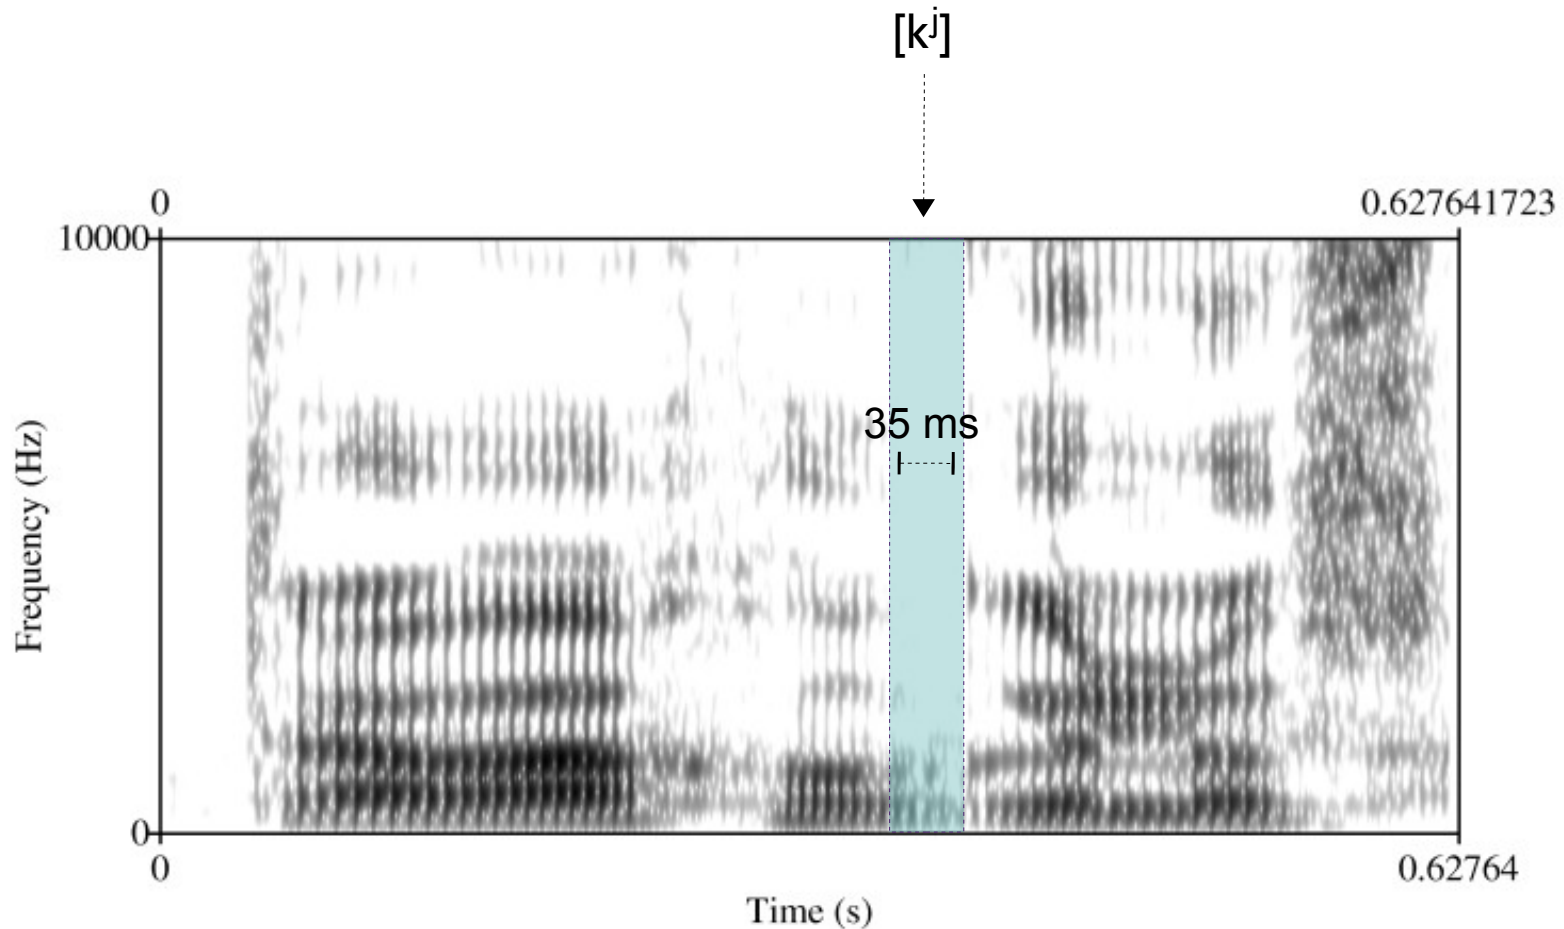 [kʲ]
0 0.627641723
10000
35 ms
Frequency (Hz)
0
0 0.62764
Time (s)